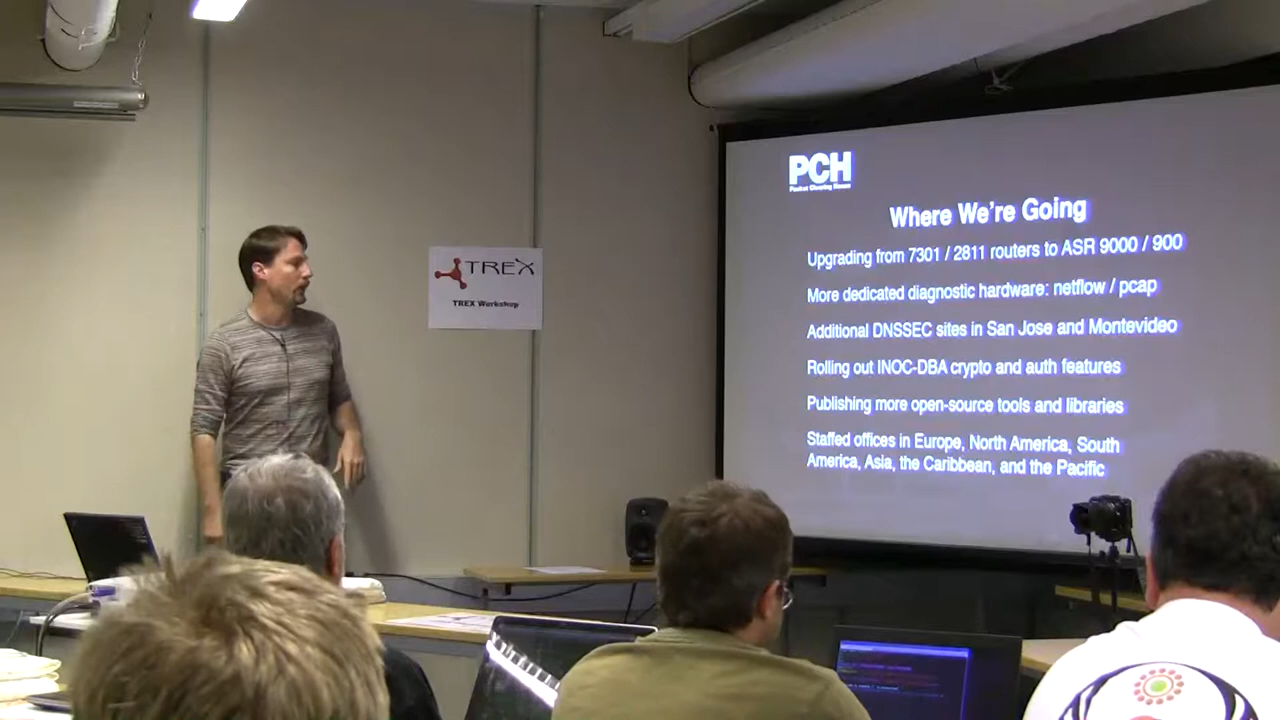 TREX
TREX Workshop
PCH
Packet Clearing House
Where We're Going
Upgrading from 7301 / 2811 routers to ASR 9000 / 900
More dedicated diagnostic hardware: netflow / pcap
Additional DNSSEC sites in San Jose and Montevideo
Rolling out INOC-DBA crypto and auth features
Publishing more open-source tools and libraries
Staffed offices in Europe, North America, South
America, Asia, the Caribbean, and the Pacific